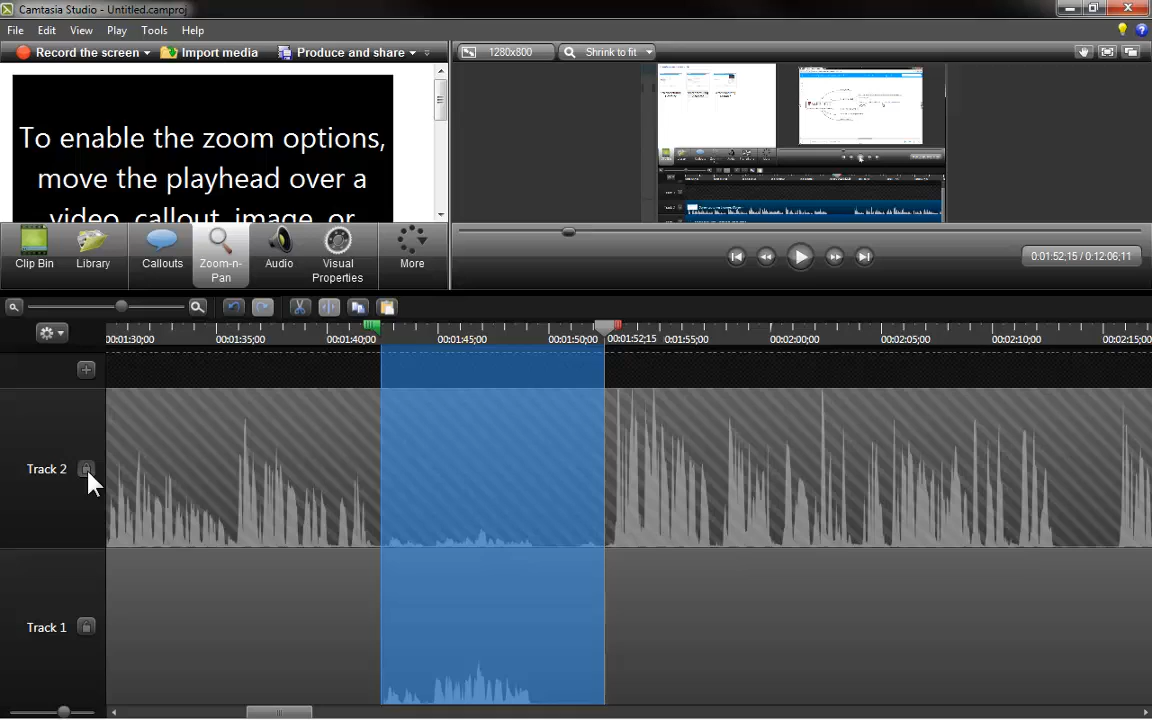 Camtasia Studio - Untitled.camproj
File Edit View Play Tools Help
Record the screen Import media Produce and share 1280x800 Shrink to fit
To enable the zoom options,
move the playhead over a
video, callout, image, or
Clip Bin Library Callouts Zoom-n-Pan Audio Visual Properties More
0:01:52;15 / 0:12:06;11
00:01:30;00 00:01:35;00 00:01:40;00 00:01:45;00 00:01:50;00 00:01:52;15 0:01:55;00 00:02:00;00 00:02:05;00 00:02:10;00 00:02:15;00
Track 2
Track 1